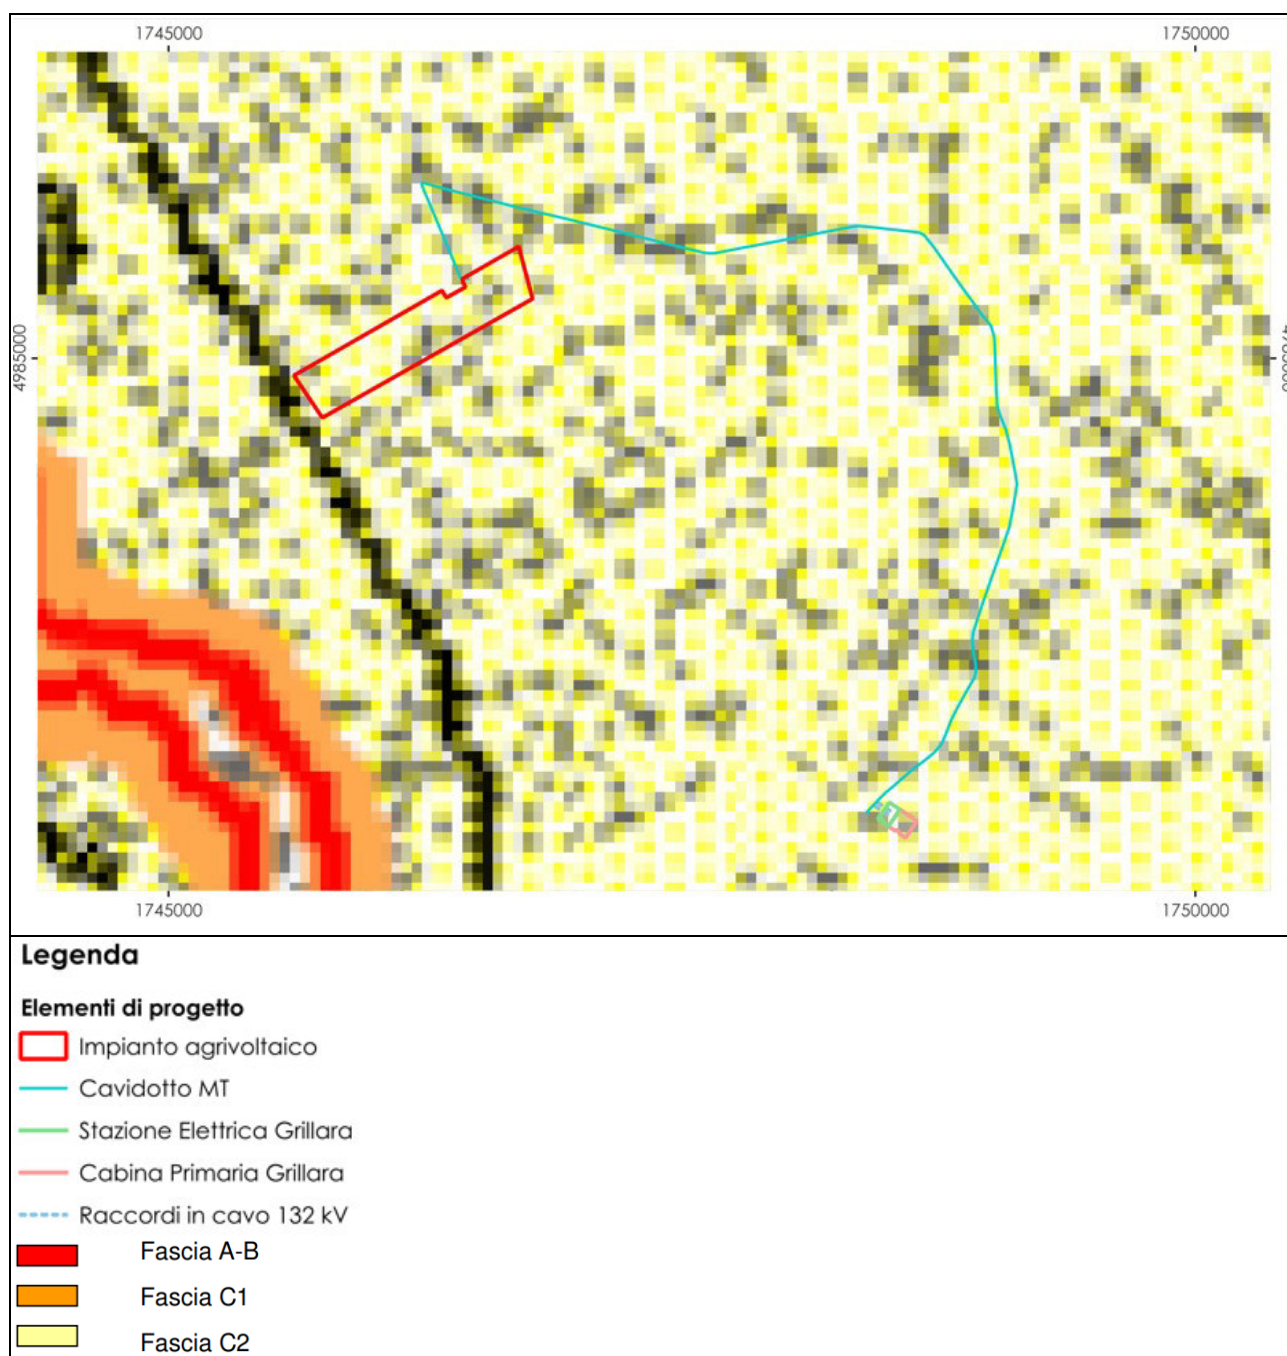 1745000 1750000
4985000
1745000 1750000
Legenda
Elementi di progetto
Impianto agrivoltaico
Cavidotto MT
Stazione Elettrica Grillara
Cabina Primaria Grillara
Raccordi in cavo 132 kV
Fascia A-B
Fascia C1
Fascia C2